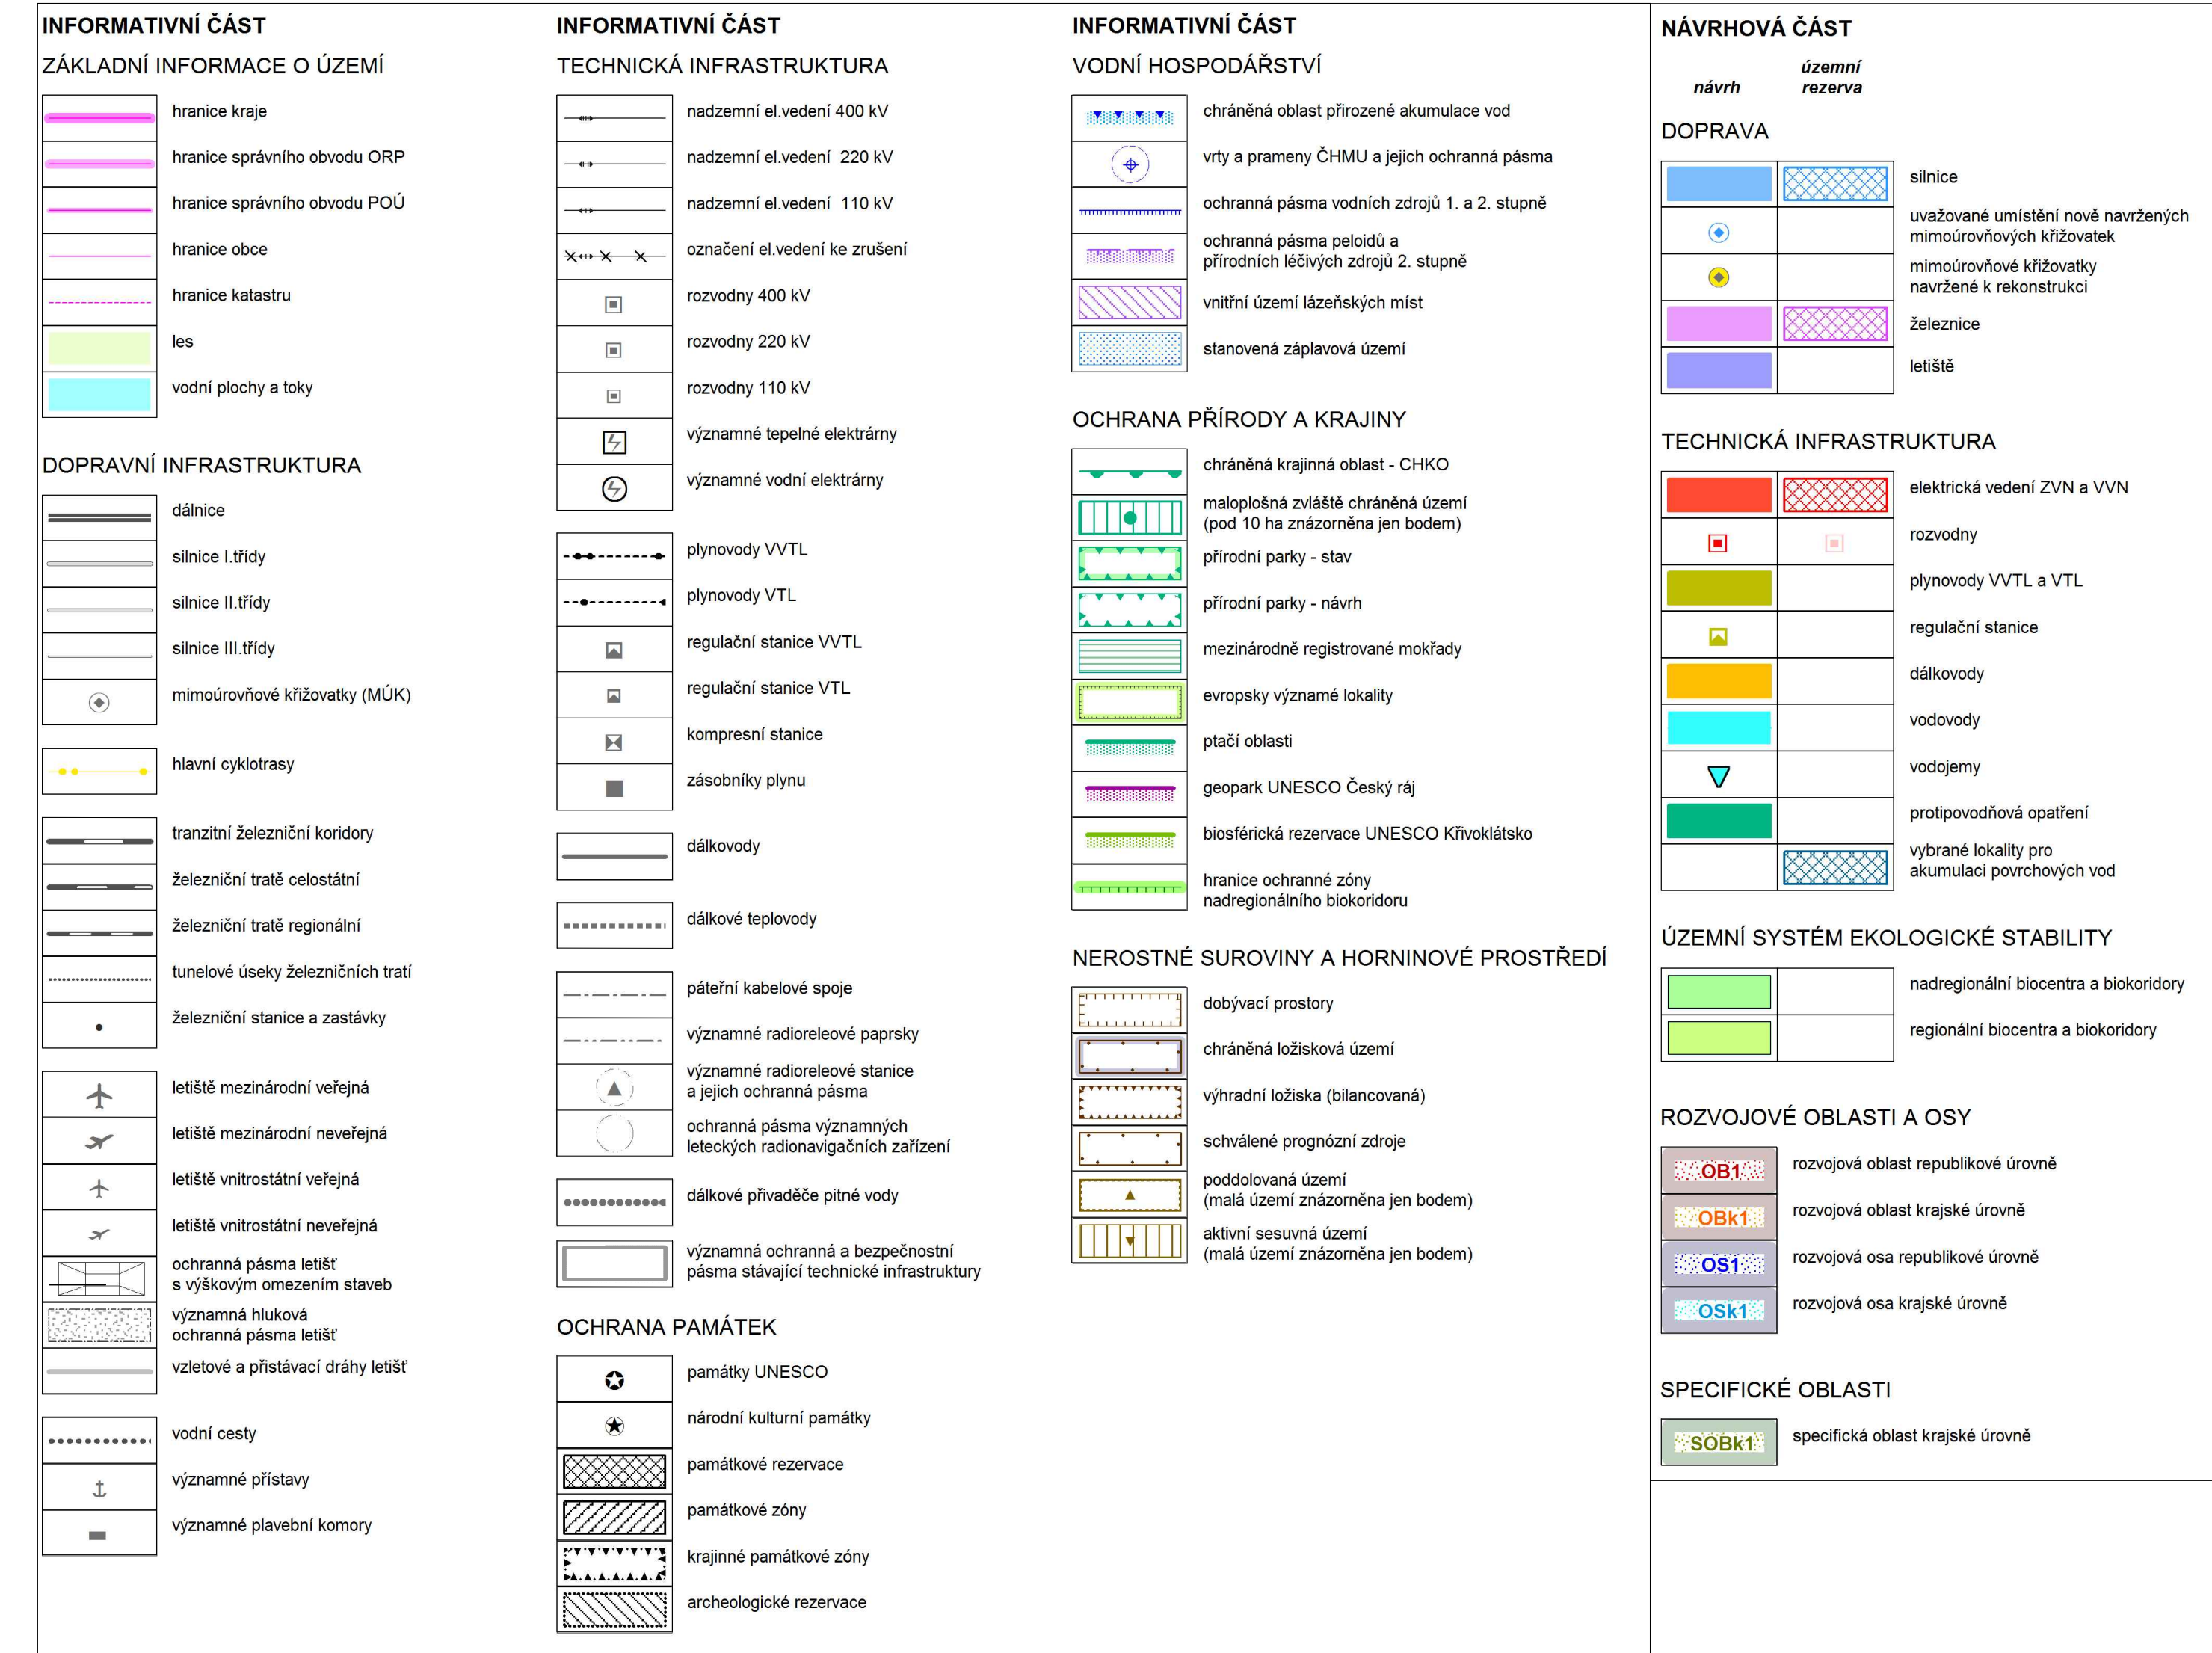 INFORMATIVNÍ ČÁST
ZÁKLADNÍ INFORMACE O ÚZEMÍ
hranice kraje
hranice správního obvodu ORP
hranice správního obvodu POÚ
hranice obce
hranice katastru
les
vodní plochy a toky
DOPRAVNÍ INFRASTRUKTURA
dálnice
silnice I.třídy
silnice II.třídy
silnice III.třídy
mimoúrovňové křižovatky (MÚK)
hlavní cyklotrasy
tranzitní železniční koridory
železniční tratě celostátní
železniční tratě regionální
tunelové úseky železničních tratí
železniční stanice a zastávky
letiště mezinárodní veřejná
letiště mezinárodní neveřejná
letiště vnitrostátní veřejná
letiště vnitrostátní neveřejná
ochranná pásma letišť
s výškovým omezením staveb
významná hluková
ochranná pásma letišť
vzletové a přistávací dráhy letišť
vodní cesty
významné přístavy
významné plavební komory
INFORMATIVNÍ ČÁST
TECHNICKÁ INFRASTRUKTURA
nadzemní el.vedení 400 kV
nadzemní el.vedení 220 kV
nadzemní el.vedení 110 kV
označení el.vedení ke zrušení
rozvodny 400 kV
rozvodny 220 kV
rozvodny 110 kV
významné tepelné elektrárny
významné vodní elektrárny
plynovody VVTL
plynovody VTL
regulační stanice VVTL
regulační stanice VTL
kompresní stanice
zásobníky plynu
dálkovody
dálkové teplovody
páteřní kabelové spoje
významné radioreleové paprsky
významné radioreleové stanice
a jejich ochranná pásma
ochranná pásma významných
leteckých radionavigačních zařízení
dálkové přivaděče pitné vody
významná ochranná a bezpečnostní
pásma stávající technické infrastruktury
OCHRANA PAMÁTEK
památky UNESCO
národní kulturní památky
památkové rezervace
památkové zóny
krajinné památkové zóny
archeologické rezervace
INFORMATIVNÍ ČÁST
VODNÍ HOSPODÁŘSTVÍ
chráněná oblast přirozené akumulace vod
vrty a prameny ČHMU a jejich ochranná pásma
ochranná pásma vodních zdrojů 1. a 2. stupně
ochranná pásma peloidů a
přírodních léčivých zdrojů 2. stupně
vnitřní území lázeňských míst
stanovená záplavová území
OCHRANA PŘÍRODY A KRAJINY
chráněná krajinná oblast - CHKO
maloplošná zvláště chráněná území
(pod 10 ha znázorněna jen bodem)
přírodní parky - stav
přírodní parky - návrh
mezinárodně registrované mokřady
evropsky význame lokality
ptačí oblasti
geopark UNESCO Český ráj
biosférická rezervace UNESCO Křivoklátsko
hranice ochranné zóny
nadregionálního biokoridoru
NEROSTNÉ SUROVINY A HORNINOVÉ PROSTŘEDÍ
dobývací prostory
chráněná ložisková území
výhradní ložiska (bilancovaná)
schválené prognózní zdroje
poddolovaná území
(malá území znázorněna jen bodem)
aktivní sesuvná území
(malá území znázorněna jen bodem)
NÁVRHOVÁ ČÁST
návrh
územní
rezerva
DOPRAVA
silnice
uvažované umístění nově navržených
mimoúrovňových křižovatek
mimoúrovňové křižovatky
navržené k rekonstrukci
železnice
letiště
TECHNICKÁ INFRASTRUKTURA
elektrická vedení ZVN a VVN
rozvodny
plynovody VVTL a VTL
regulační stanice
dálkovody
vodovody
vodojemy
protipovodňová opatření
vybrané lokality pro
akumulaci povrchových vod
ÚZEMNÍ SYSTÉM EKOLOGICKÉ STABILITY
nadregionální biocentra a biokoridory
regionální biocentra a biokoridory
ROZVOJOVÉ OBLASTI A OSY
OB1 rozvojová oblast republikové úrovně
OBk1 rozvojová oblast krajské úrovně
OS1 rozvojová osa republikové úrovně
OSk1 rozvojová osa krajské úrovně
SPECIFICKÉ OBLASTI
SOBk1 specifická oblast krajské úrovně